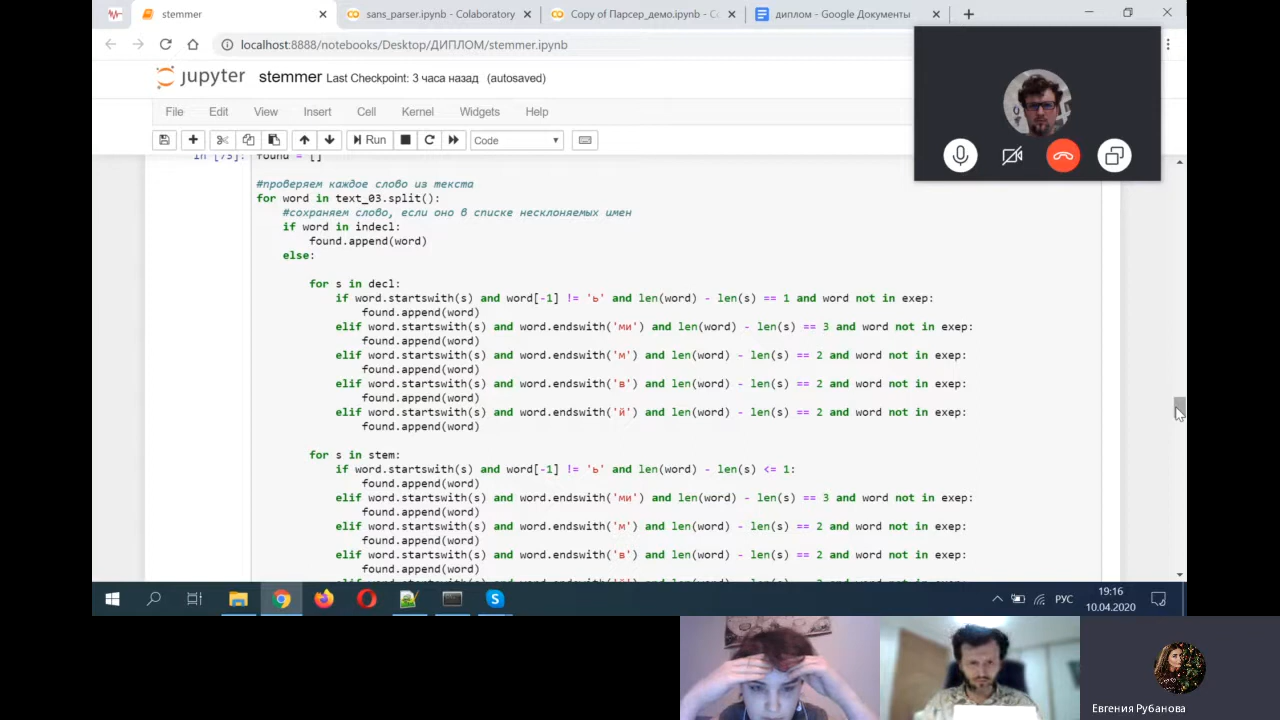 stemmer
sans_parser.ipynb - Colaboratory
Copy of Парсер_демо.ipynb - Co
диплом - Google Документы
localhost:8888/notebooks/Desktop/ДИПЛОМ/stemmer.ipynb
jupyter stemmer Last Checkpoint: 3 часа назад (autosaved)
File Edit View Insert Cell Kernel Widgets Help
Run Code
In [73]: found = []
#проверяем каждое слово из текста
for word in text_03.split():
#сохраняем слово, если оно в списке несклоняемых имен
if word in indecl:
found.append(word)
else:
for s in decl:
if word.startswith(s) and word[-1] != 'ь' and len(word) - len(s) == 1 and word not in exep:
found.append(word)
elif word.startswith(s) and word.endswith('ми') and len(word) - len(s) == 3 and word not in exep:
found.append(word)
elif word.startswith(s) and word.endswith('м') and len(word) - len(s) == 2 and word not in exep:
found.append(word)
elif word.startswith(s) and word.endswith('в') and len(word) - len(s) == 2 and word not in exep:
found.append(word)
elif word.startswith(s) and word.endswith('й') and len(word) - len(s) == 2 and word not in exep:
found.append(word)
for s in stem:
if word.startswith(s) and word[-1] != 'ь' and len(word) - len(s) <= 1:
found.append(word)
elif word.startswith(s) and word.endswith('ми') and len(word) - len(s) == 3 and word not in exep:
found.append(word)
elif word.startswith(s) and word.endswith('м') and len(word) - len(s) == 2 and word not in exep:
found.append(word)
elif word.startswith(s) and word.endswith('в') and len(word) - len(s) == 2 and word not in exep:
found.append(word)
РУС
19:16
10.04.2020
Евгения Рубанова